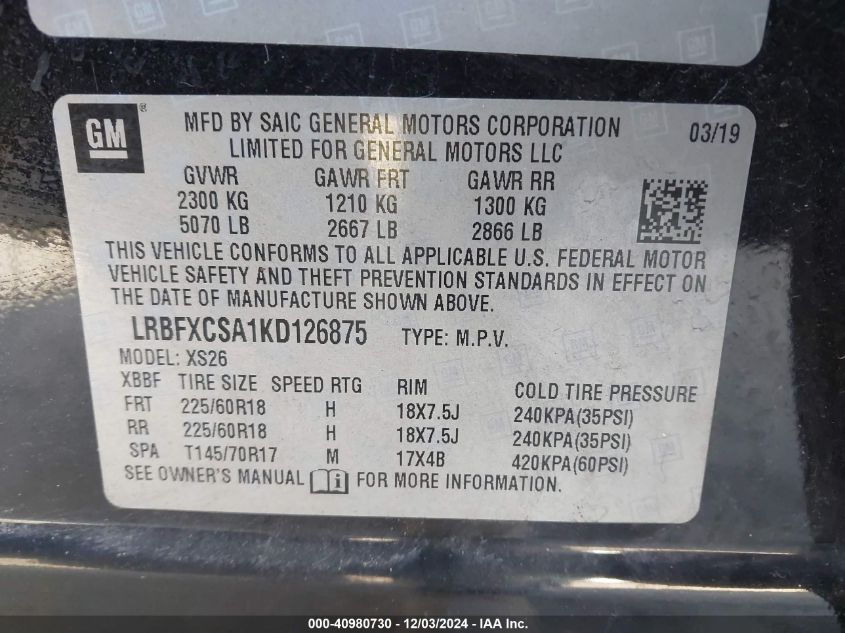 GM ®
MFD BY SAIC GENERAL MOTORS CORPORATION 03/19
LIMITED FOR GENERAL MOTORS LLC
GVWR GAWR FRT GAWR RR
2300 KG 1210 KG 1300 KG
5070 LB 2667 LB 2866 LB
THIS VEHICLE CONFORMS TO ALL APPLICABLE U.S. FEDERAL MOTOR
VEHICLE SAFETY AND THEFT PREVENTION STANDARDS IN EFFECT ON
THE DATE OF MANUFACTURE SHOWN ABOVE.
LRBFXCSA1KD126875 TYPE: M.P.V.
MODEL: XS26
XBBF TIRE SIZE SPEED RTG RIM COLD TIRE PRESSURE
FRT 225/60R18 H 18X7.5J 240KPA(35PSI)
RR 225/60R18 H 18X7.5J 240KPA(35PSI)
SPA T145/70R17 M 17X4B 420KPA(60PSI)
SEE OWNER'S MANUAL i FOR MORE INFORMATION.
000-40980730 - 12/03/2024 - IAA Inc.